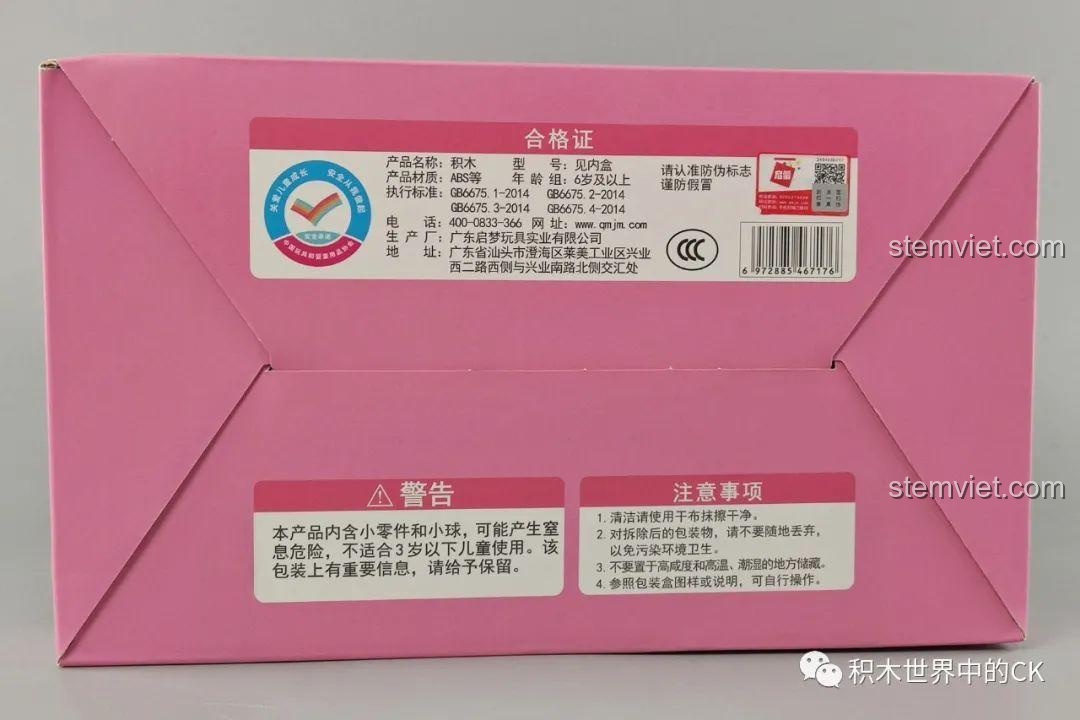 合格证
产品名称：积木 型 号：见内盒
产品材质：ABS等 年 龄 组：6岁及以上
执行标准：GB6675.1-2014 GB6675.2-2014
GB6675.3-2014 GB6675.4-2014
电 话：400-0833-366 网 址：www.qmjm.com
生 产 厂：广东启梦玩具实业有限公司
地 址：广东省汕头市澄海区莱美工业区兴业
西二路西侧与兴业南路北侧交汇处
关爱儿童成长 安全从我做起
安全承诺
中国玩具和婴童用品协会
请认准防伪标志
谨防假冒
启蒙
CCC
6 972885 467176
stemviet.com
警告
本产品内含小零件和小球，可能产生窒
息危险，不适合3岁以下儿童使用。该
包装上有重要信息，请给予保留。
注意事项
1. 清洁请使用干布抹擦干净。
2. 对拆除后的包装物，请不要随地丢弃，
以免污染环境卫生。
3. 不要置于高咸度和高温、潮湿的地方储藏。
4. 参照包装盒图样或说明，可自行操作。
stemviet.com
积木世界中的CK